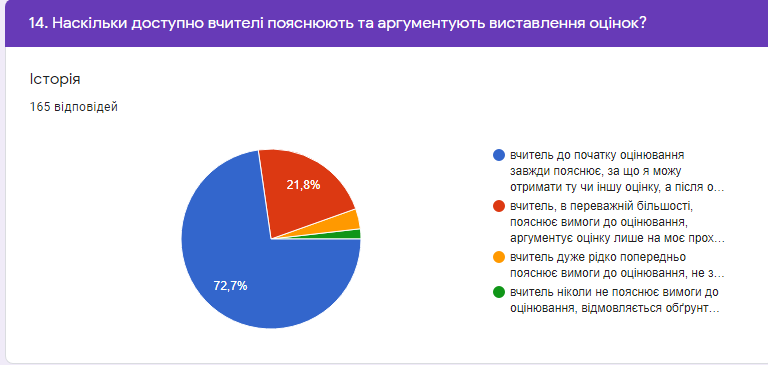 14. Наскільки доступно вчителі пояснюють та аргументують виставлення оцінок?
Історія
165 відповідей
21,8%
72,7%
вчитель до початку оцінювання
завжди пояснює, за що я можу
отримати ту чи іншу оцінку, а після о…
вчитель, в переважній більшості,
пояснює вимоги до оцінювання,
аргументує оцінку лише на моє прох…
вчитель дуже рідко попередньо
пояснює вимоги до оцінювання, не з…
вчитель ніколи не пояснює вимоги до
оцінювання, відмовляється обґрунт…